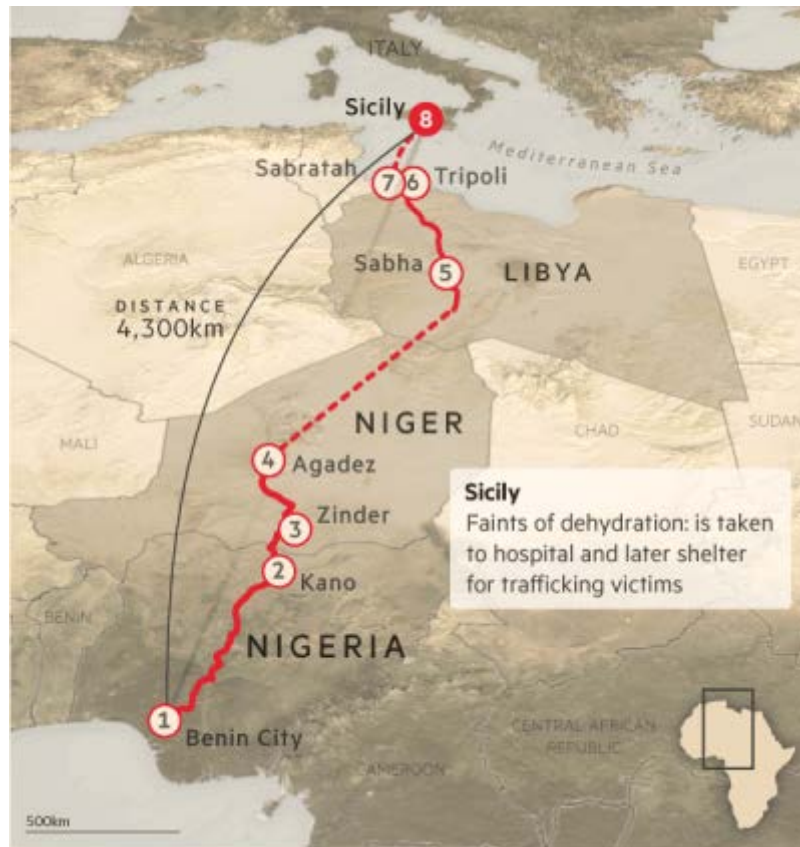 ITALY
Sicily
8
Mediterranean Sea
Sabratah
7
6
Tripoli
ALGERIA
Sabha
5
LIBYA
EGYPT
DISTANCE
4,300km
NIGER
MALI
CHAD
SUDAN
4
Agadez
Zinder
3
Sicily
Faints of dehydration: is taken
to hospital and later shelter
for trafficking victims
2
Kano
BENIN
NIGERIA
1
Benin City
CENTRAL AFRICAN
REPUBLIC
CAMEROON
500km